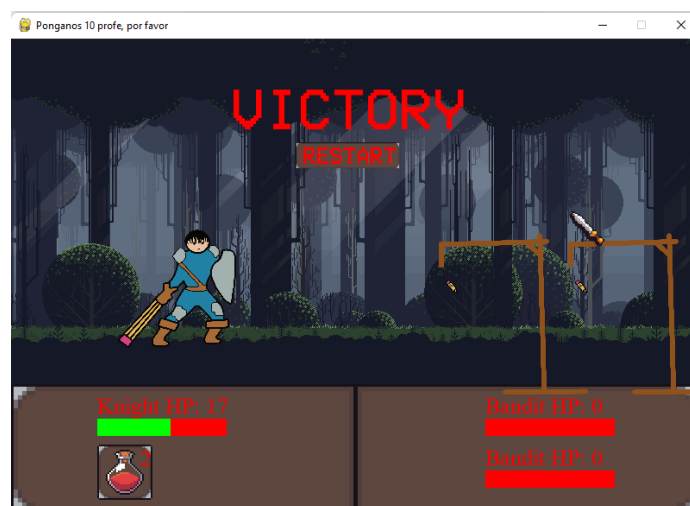 Ponganos 10 profe, por favor
VICTORY
RESTART
Knight HP: 17
2
Bandit HP: 0
Bandit HP: 0